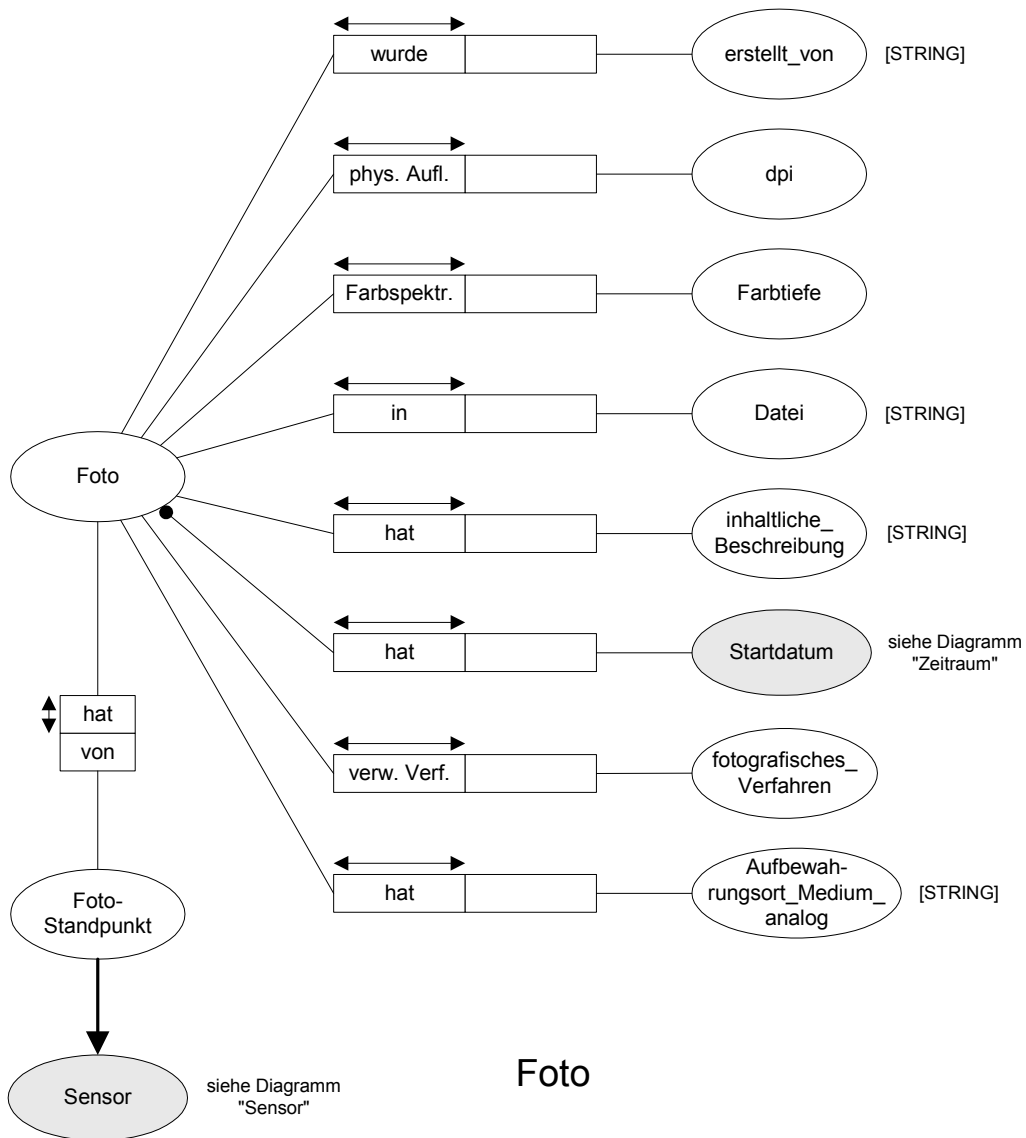 wurde
erstellt_von
[STRING]
phys. Aufl.
dpi
Farbspektr.
Farbtiefe
in
Datei
[STRING]
Foto
hat
inhaltliche_
Beschreibung
[STRING]
hat
Startdatum
siehe Diagramm
"Zeitraum"
hat
von
verw. Verf.
fotografisches_
Verfahren
hat
Aufbewah-
rungsort_Medium_
analog
[STRING]
Foto-
Standpunkt
Sensor
siehe Diagramm
"Sensor"
Foto